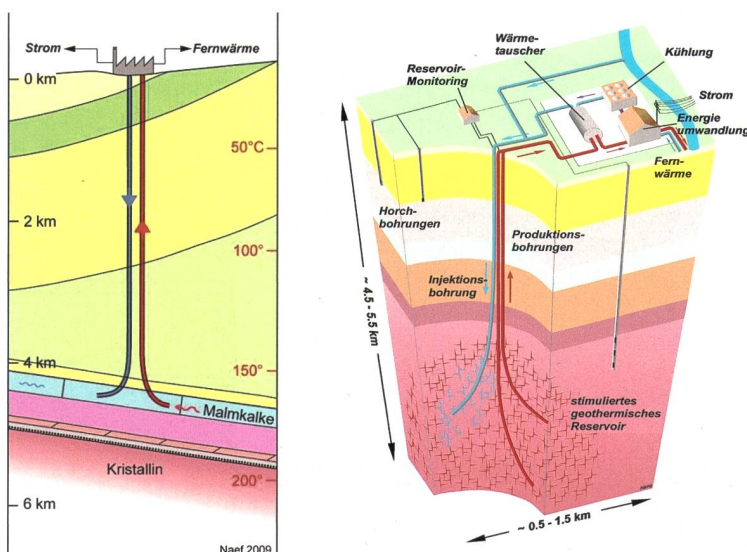 Strom
Fernwärme
0 km
50°C
2 km
100°
4 km
150°
Malmkalke
Kristallin
200°
6 km
Naef 2009
Wärme-
tauscher
Kühlung
Reservoir-
Monitoring
Strom
Energie
umwandlung
Fern-
wärme
Horch-
bohrungen
Produktions-
bohrungen
Injektions-
bohrung
~ 4.5 - 5.5 km
stimuliertes
geothermisches
Reservoir
~ 0.5 - 1.5 km